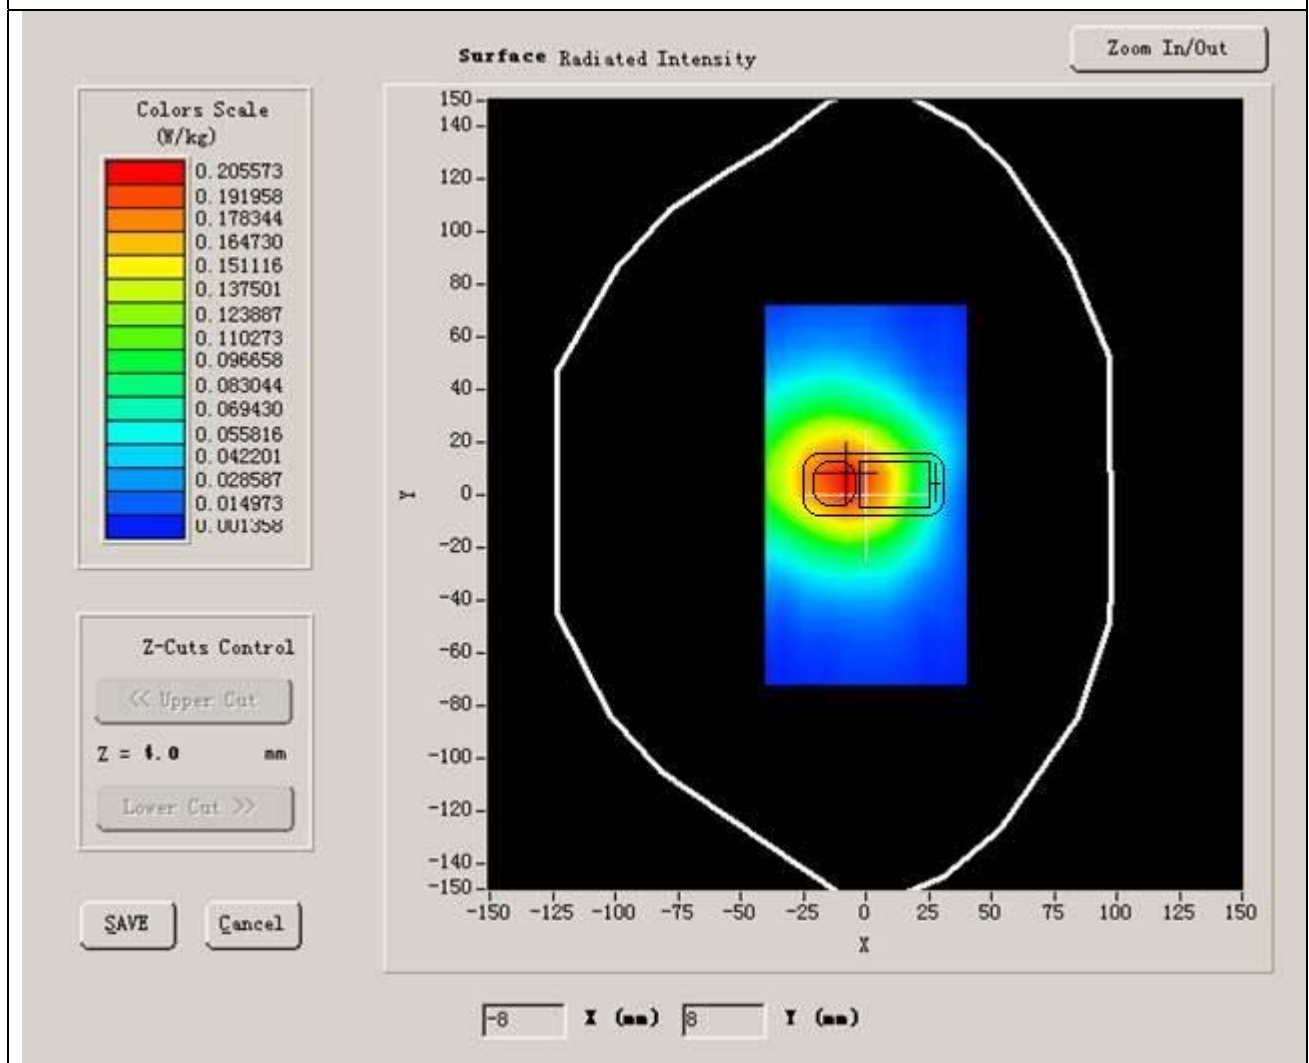 Surface Radiated Intensity
Zoom In/Out
Colors Scale
(W/kg)
0.205573
0.191958
0.178344
0.164730
0.151116
0.137501
0.123887
0.110273
0.096658
0.083044
0.069430
0.055816
0.042201
0.028587
0.014973
0.001358
Z-Cuts Control
<< Upper Cut
Z = 4.0 mm
Lower Cut >>
SAVE
Cancel
150
140
120
100
80
60
40
20
0
-20
-40
-60
-80
-100
-120
-140
-150
Y
-150 -125 -100 -75 -50 -25 0 25 50 75 100 125 150
X
-8 X (mm) 8 Y (mm)